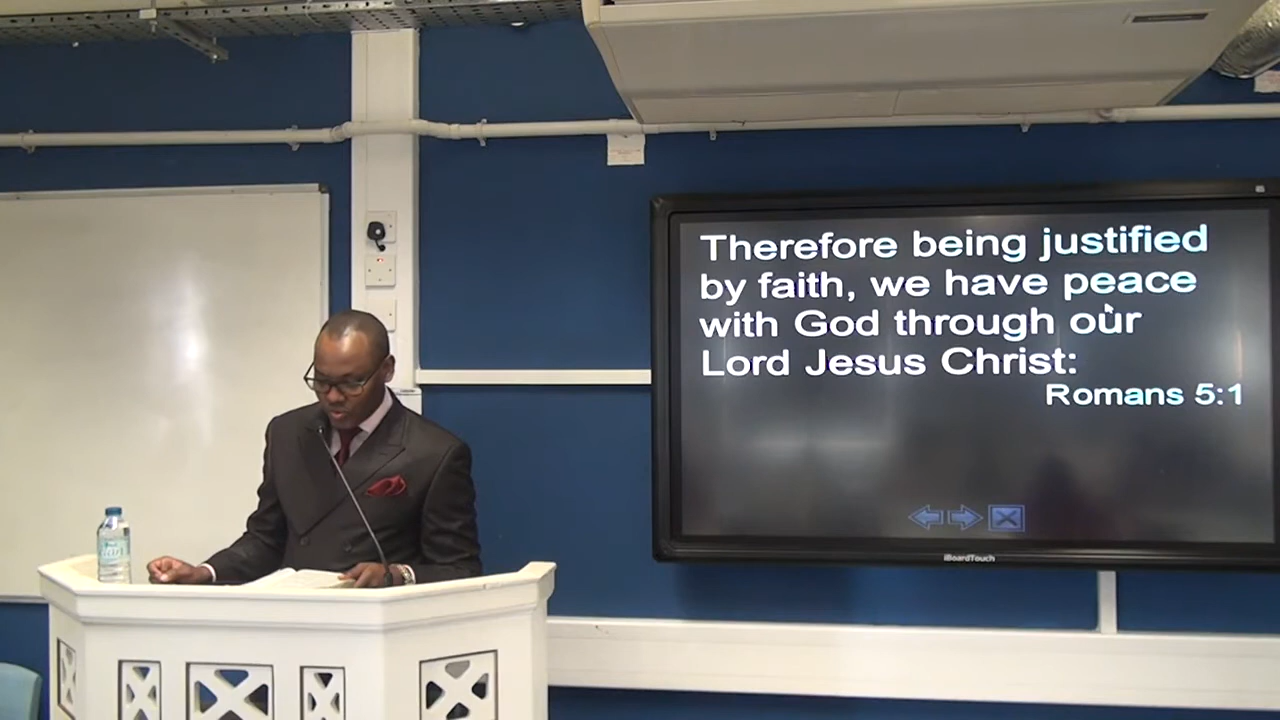 Therefore being justified
by faith, we have peace
with God through our
Lord Jesus Christ:
Romans 5:1
iBoardTouch